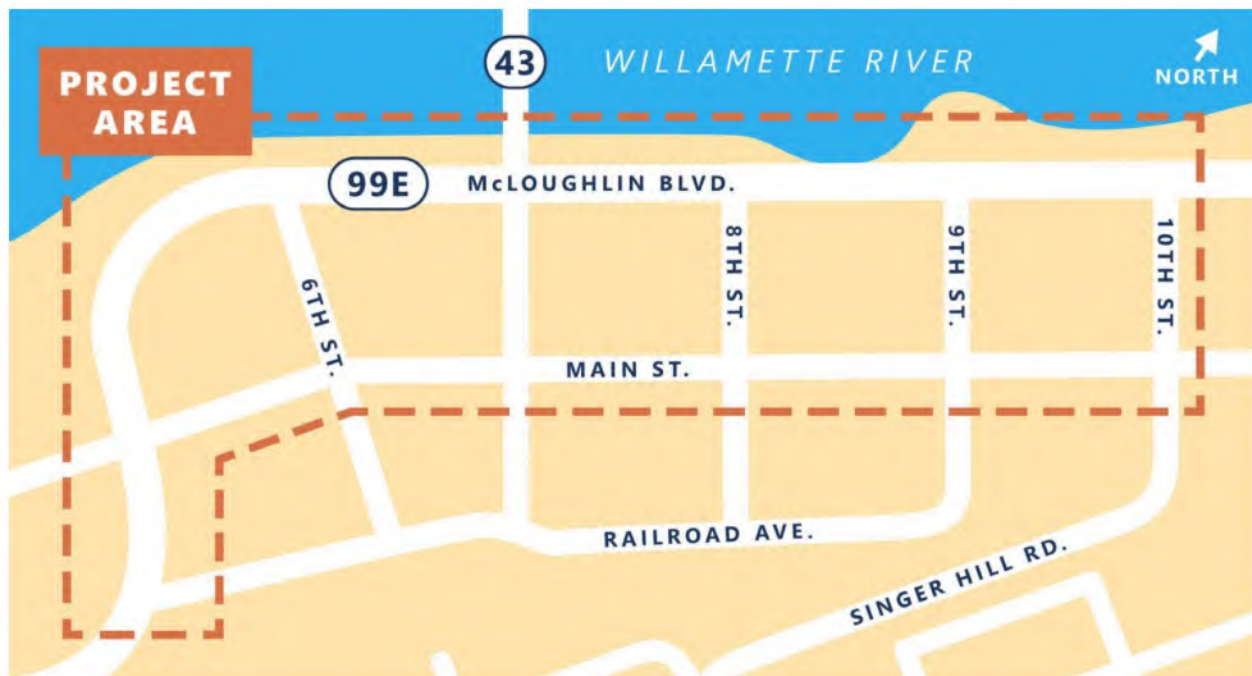 PROJECT
AREA
43
WILLAMETTE RIVER
NORTH
99E
McLOUGHLIN BLVD.
6TH ST.
8TH ST.
9TH ST.
10TH ST.
MAIN ST.
RAILROAD AVE.
SINGER HILL RD.